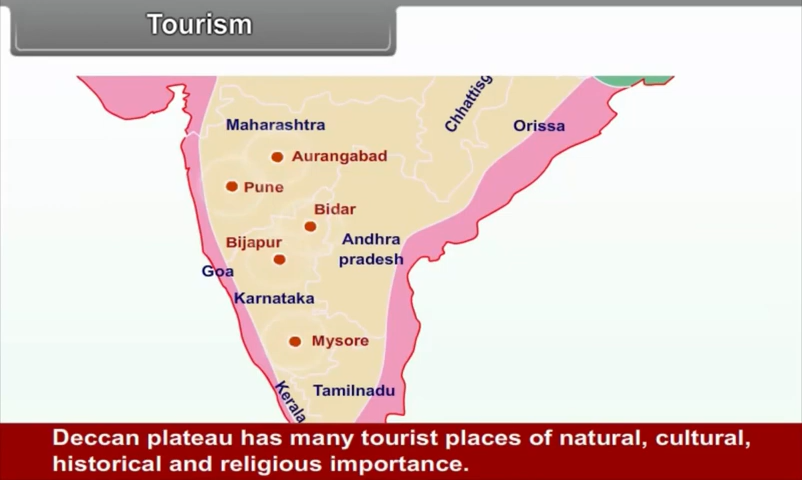 Tourism
Chhattisg
Maharashtra
Orissa
Aurangabad
Pune
Bidar
Bijapur
Andhra
pradesh
Goa
Karnataka
Mysore
Kerala
Tamilnadu
Deccan plateau has many tourist places of natural, cultural,
historical and religious importance.